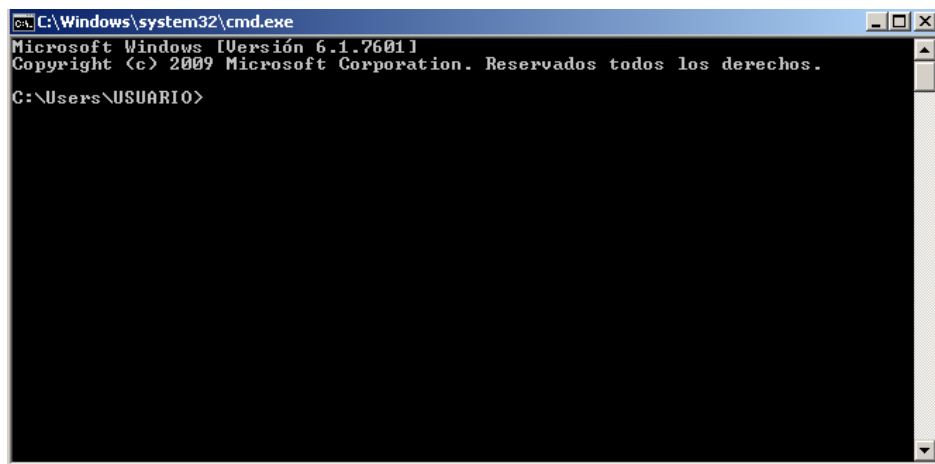 C:\Windows\system32\cmd.exe
Microsoft Windows [Versión 6.1.7601]
Copyright (c) 2009 Microsoft Corporation. Reservados todos los derechos.
C:\Users\USUARIO>